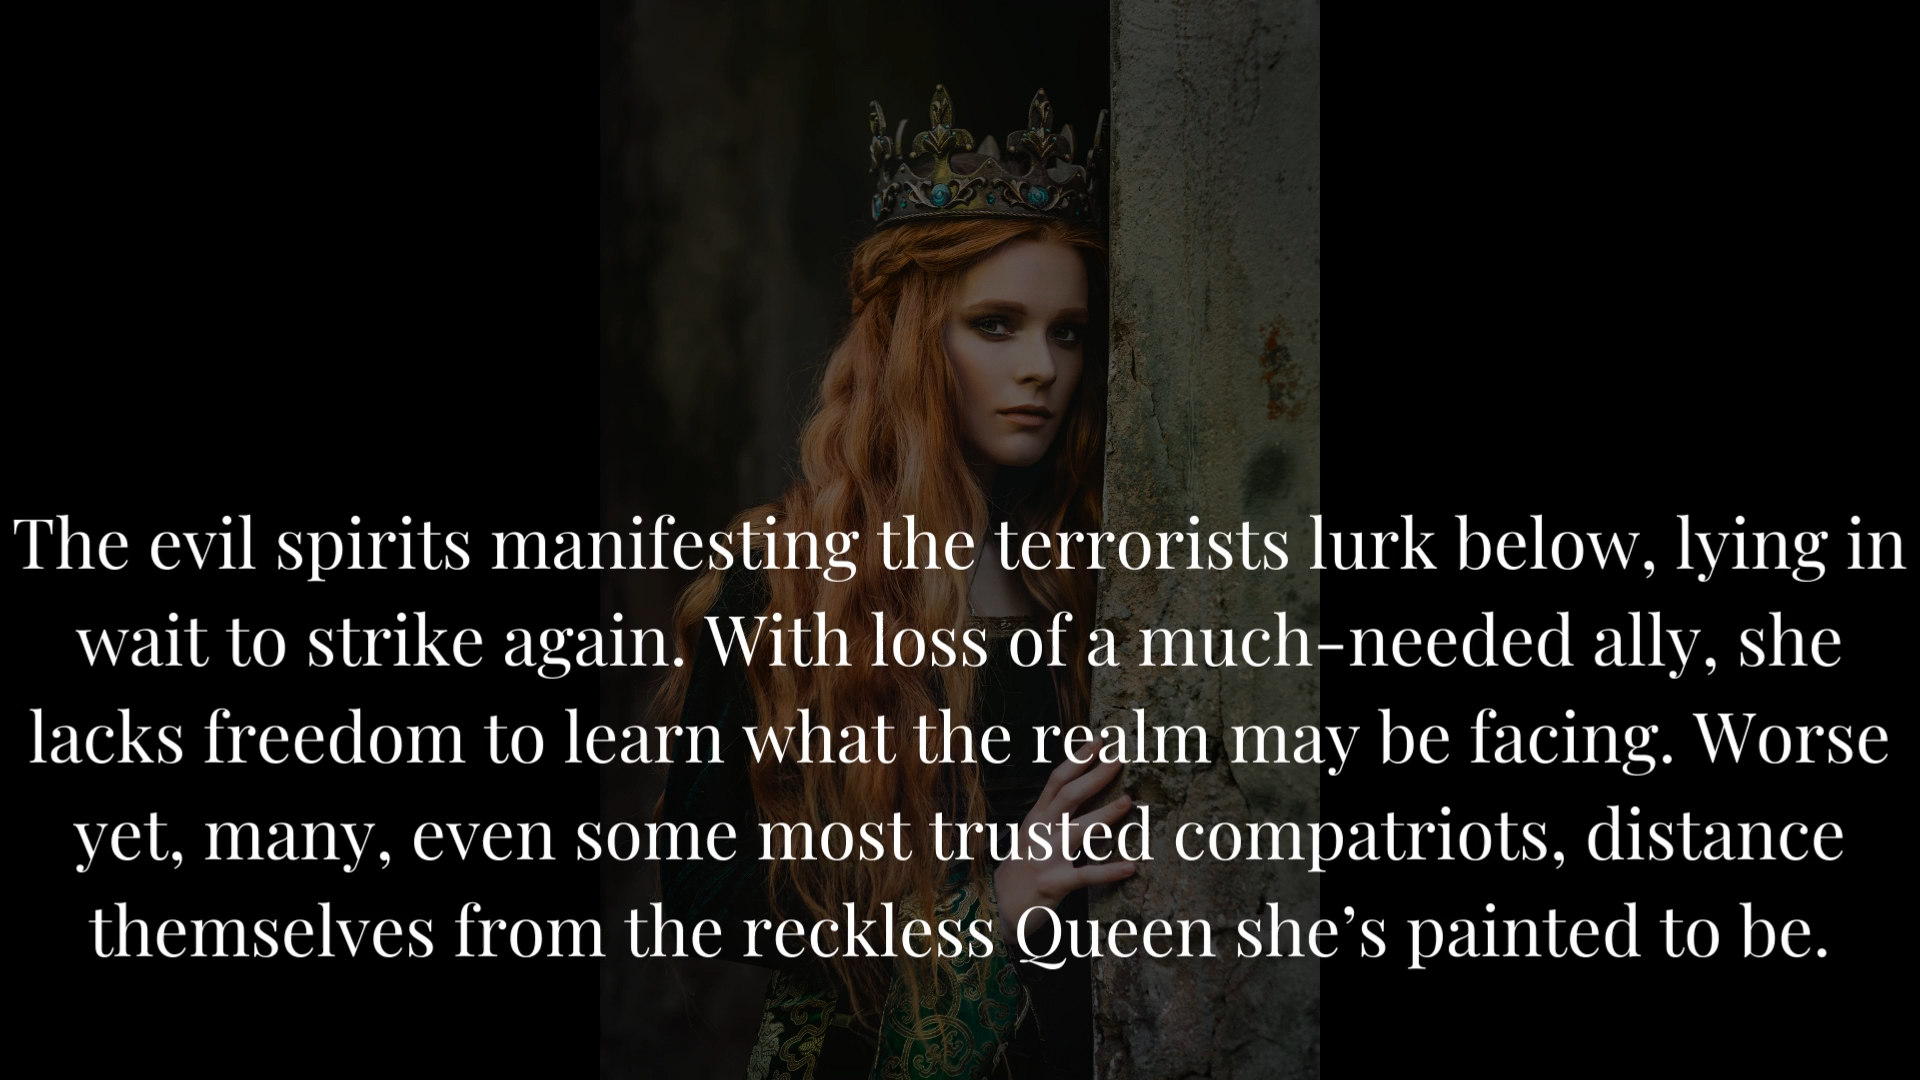 The evil spirits manifesting the terrorists lurk below, lying in
wait to strike again. With loss of a much-needed ally, she
lacks freedom to learn what the realm may be facing. Worse
yet, many, even some most trusted compatriots, distance
themselves from the reckless Queen she’s painted to be.